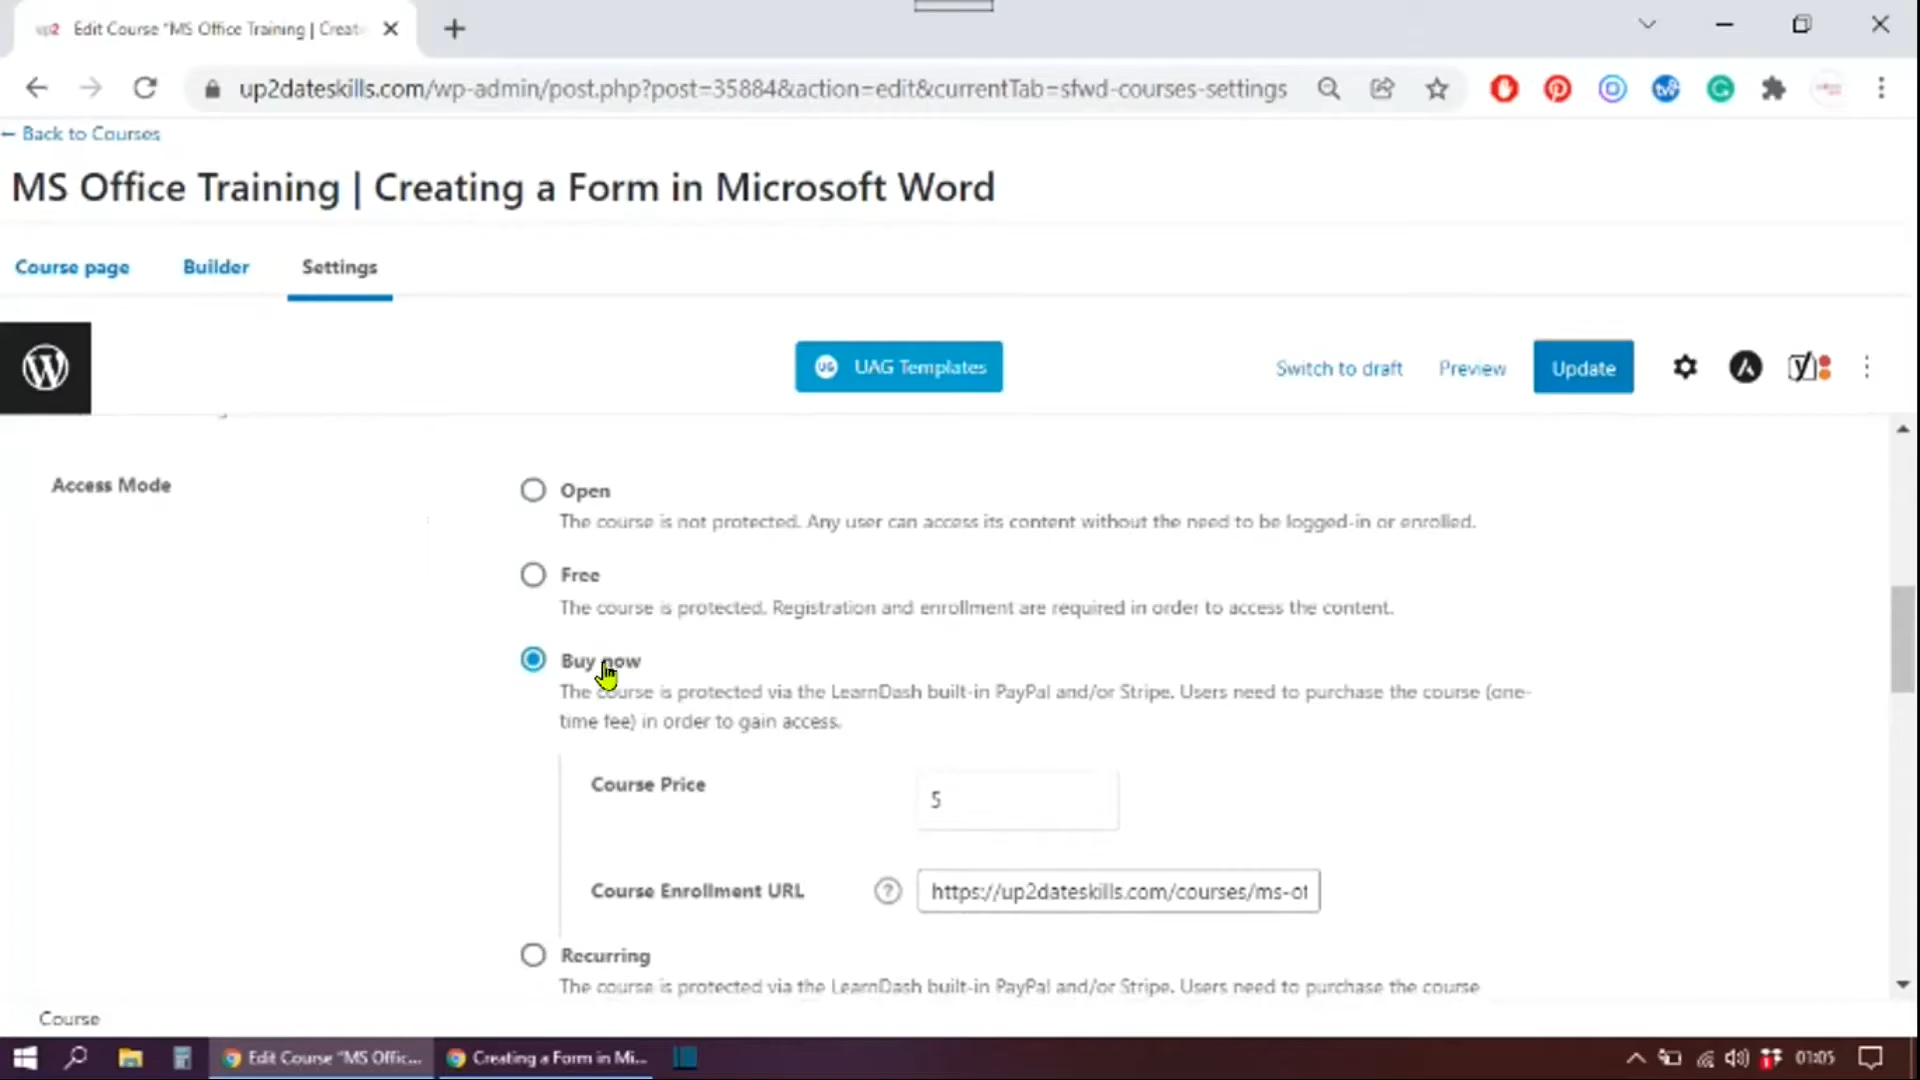 up2 Edit Course "MS Office Training | Creat
up2dateskills.com/wp-admin/post.php?post=35884&action=edit&currentTab=sfwd-courses-settings
← Back to Courses
MS Office Training | Creating a Form in Microsoft Word
Course page Builder Settings
UAG Templates Switch to draft Preview Update
Access Mode
Open
The course is not protected. Any user can access its content without the need to be logged-in or enrolled.
Free
The course is protected. Registration and enrollment are required in order to access the content.
Buy now
The course is protected via the LearnDash built-in PayPal and/or Stripe. Users need to purchase the course (one-
time fee) in order to gain access.
Course Price 5
Course Enrollment URL ? https://up2dateskills.com/courses/ms-of
Recurring
The course is protected via the LearnDash built-in PayPal and/or Stripe. Users need to purchase the course
Course
Edit Course "MS Offic... Creating a Form in Mi... 01:05